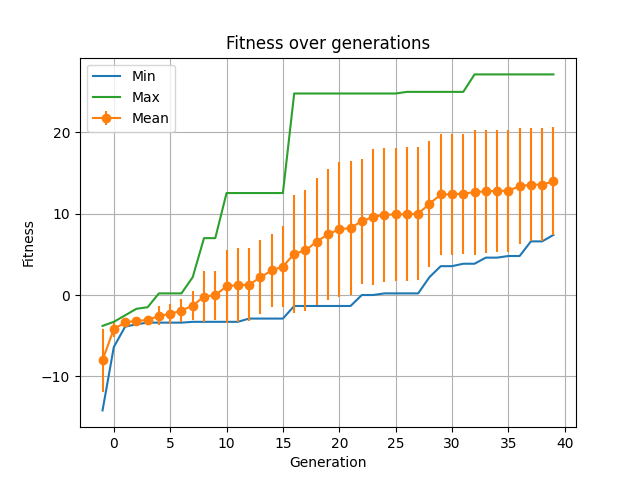 Fitness over generations
Min
Max
Mean
Fitness
20
10
0
−10
0 5 10 15 20 25 30 35 40
Generation